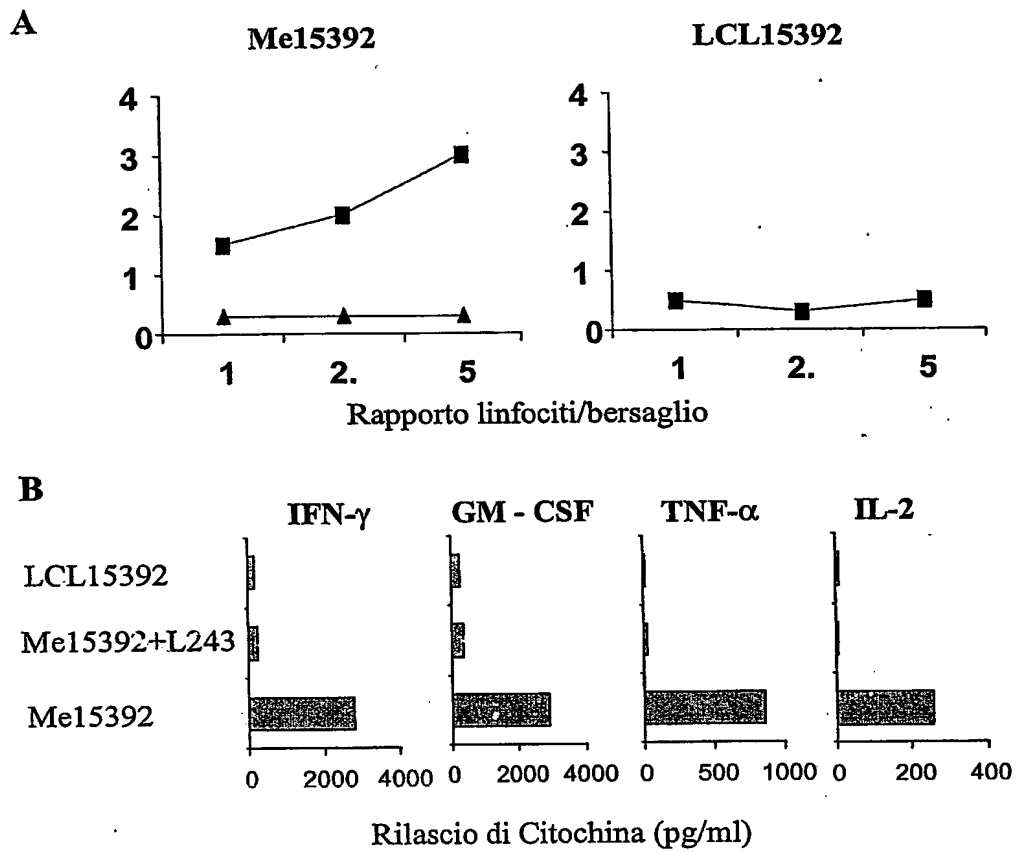 A
Me15392 LCL15392
4 4
3 3
2 2
1 1
0 0
1 2. 5 1 2. 5
Rapporto linfociti/bersaglio
B
IFN-γ GM - CSF TNF-α IL-2
LCL15392
Me15392+L243
Me15392
0 2000 4000 0 2000 4000 0 500 1000 0 200 400
Rilascio di Citochina (pg/ml)